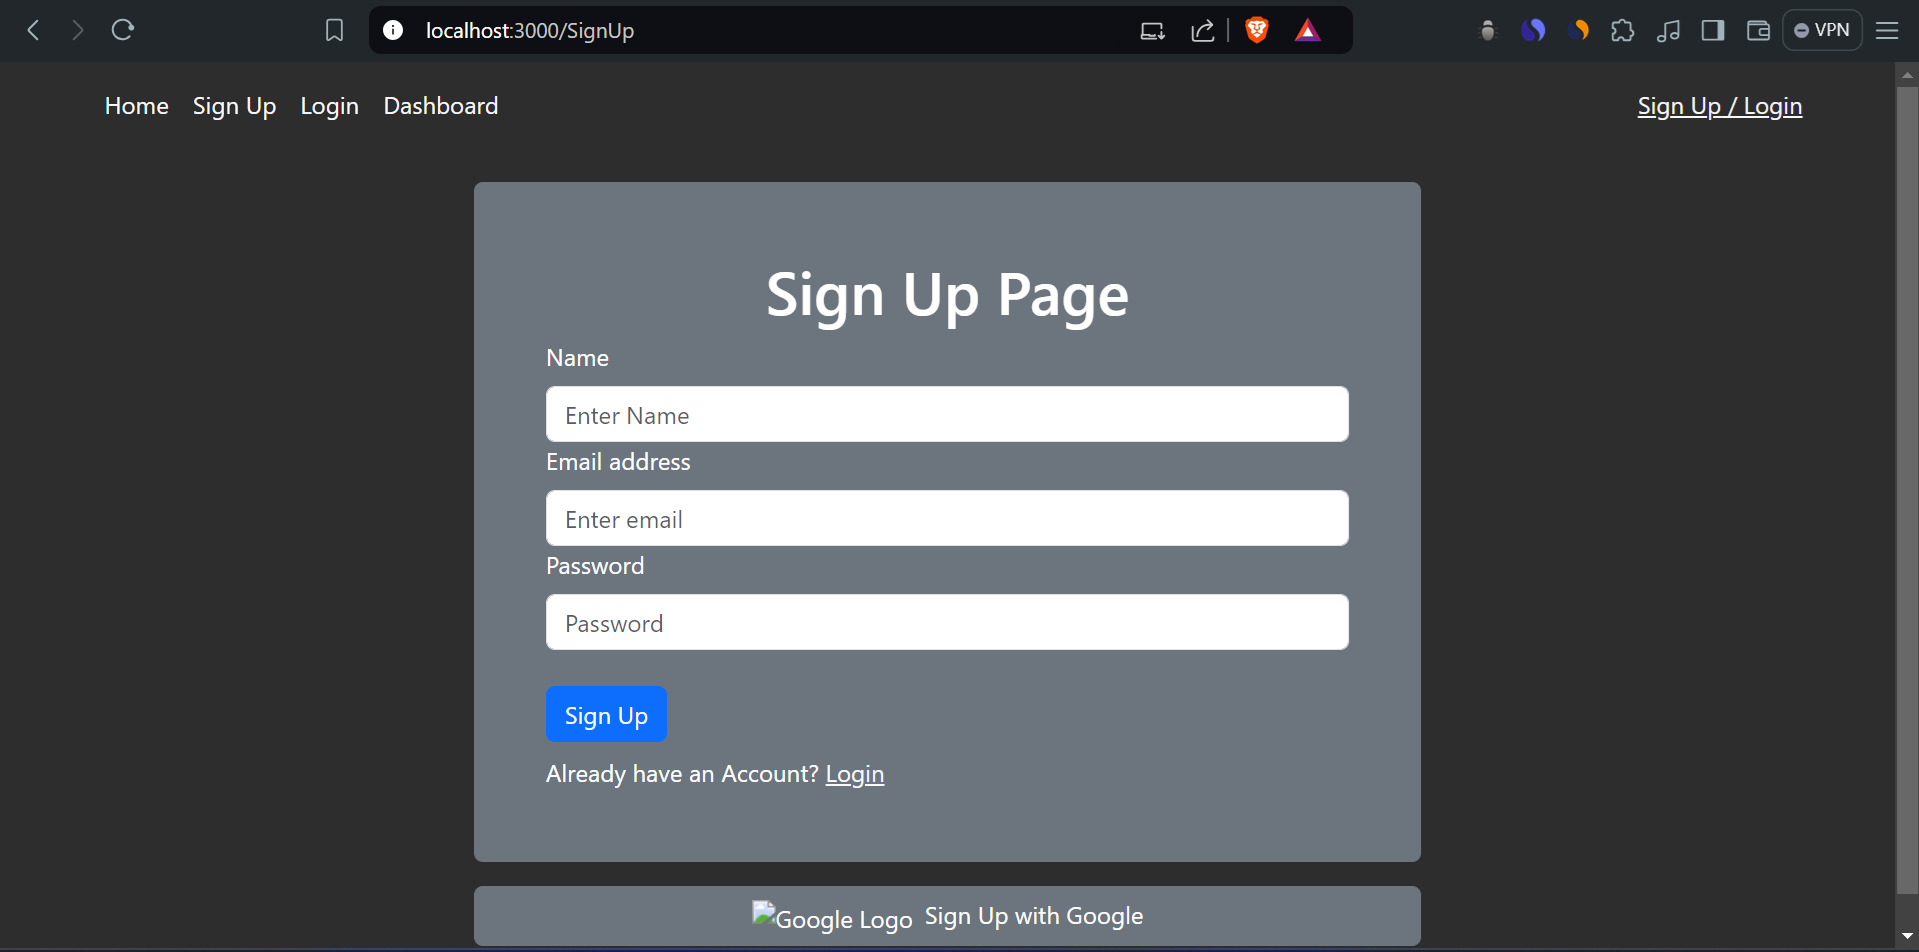 localhost:3000/SignUp
VPN
Home Sign Up Login Dashboard Sign Up / Login
Sign Up Page
Name
Enter Name
Email address
Enter email
Password
Password
Sign Up
Already have an Account? Login
Google Logo Sign Up with Google